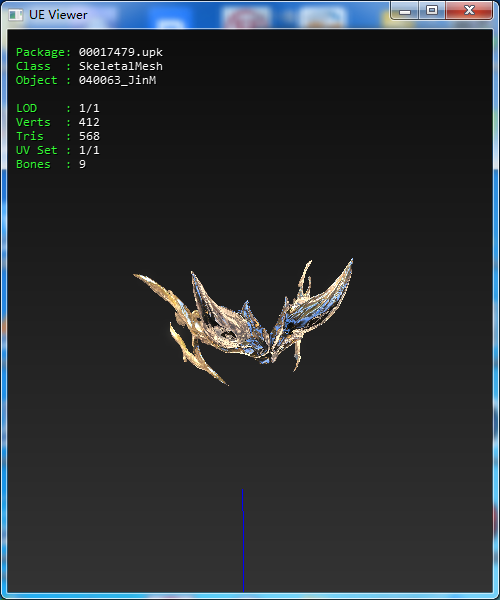 UE Viewer
Package: 00017479.upk
Class : SkeletalMesh
Object : 040063_JinM
LOD : 1/1
Verts : 412
Tris : 568
UV Set : 1/1
Bones : 9